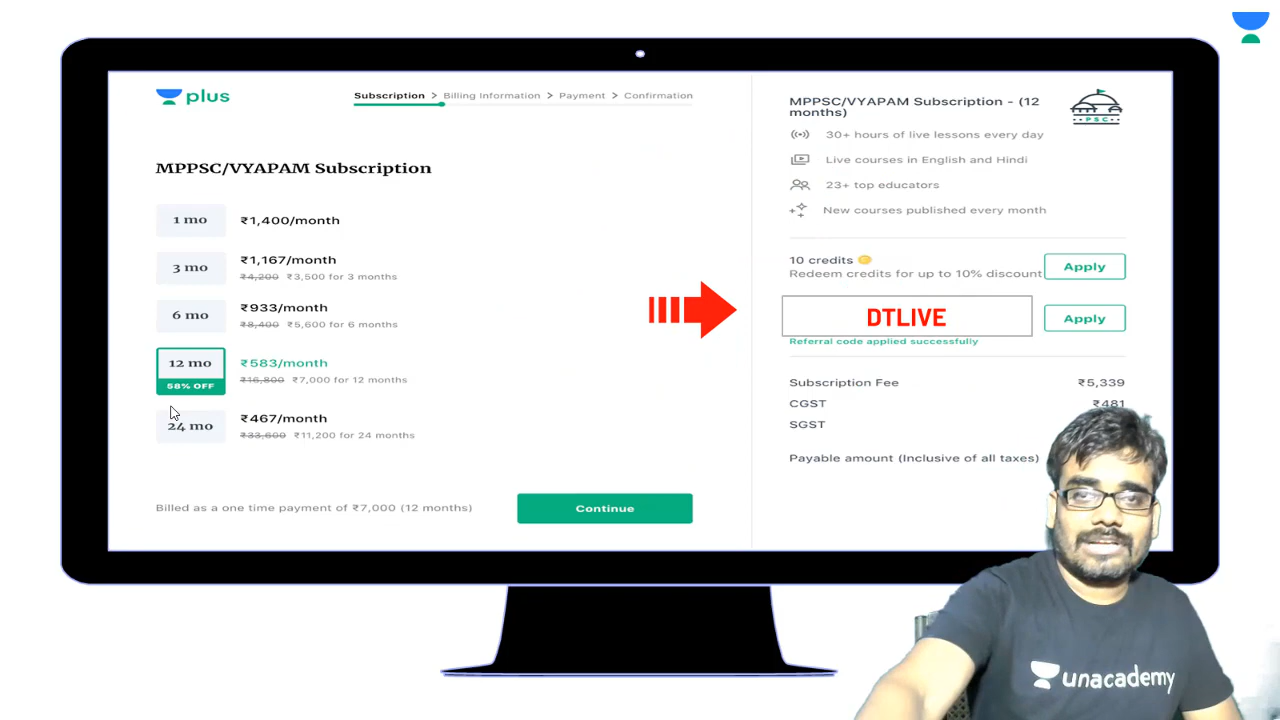 plus
Subscription > Billing Information > Payment > Confirmation
MPPSC/VYAPAM Subscription
1 mo ₹1,400/month
3 mo ₹1,167/month
₹4,200 ₹3,500 for 3 months
6 mo ₹933/month
₹8,400 ₹5,600 for 6 months
12 mo ₹583/month
58% OFF ₹16,800 ₹7,000 for 12 months
24 mo ₹467/month
₹33,600 ₹11,200 for 24 months
Billed as a one time payment of ₹7,000 (12 months)
Continue
MPPSC/VYAPAM Subscription - (12
months)
PSC
30+ hours of live lessons every day
Live courses in English and Hindi
23+ top educators
New courses published every month
10 credits
Redeem credits for up to 10% discount
Apply
DTLIVE
Apply
Referral code applied successfully
Subscription Fee ₹5,339
CGST ₹481
SGST
Payable amount (Inclusive of all taxes)
unacademy